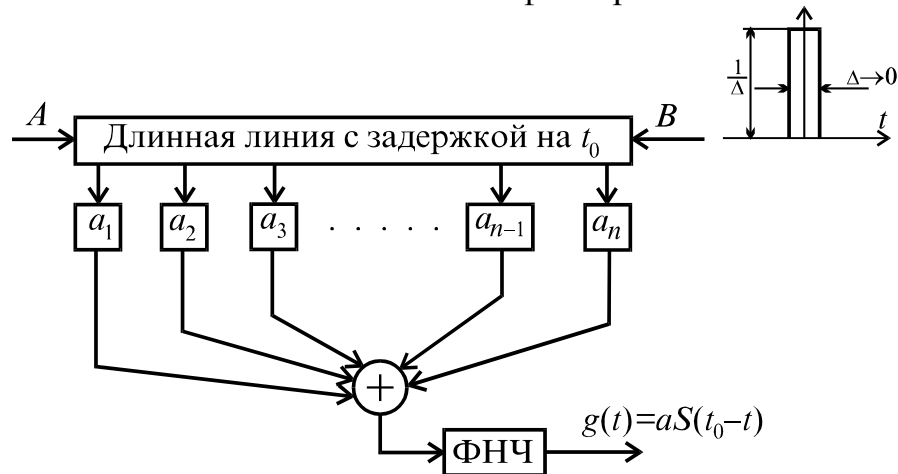 1/Δ
Δ→0
t
A
B
Длинная линия с задержкой на t₀
a₁ a₂ a₃ . . . . . aₙ₋₁ aₙ
+
g(t)=aS(t₀–t)
ФНЧ